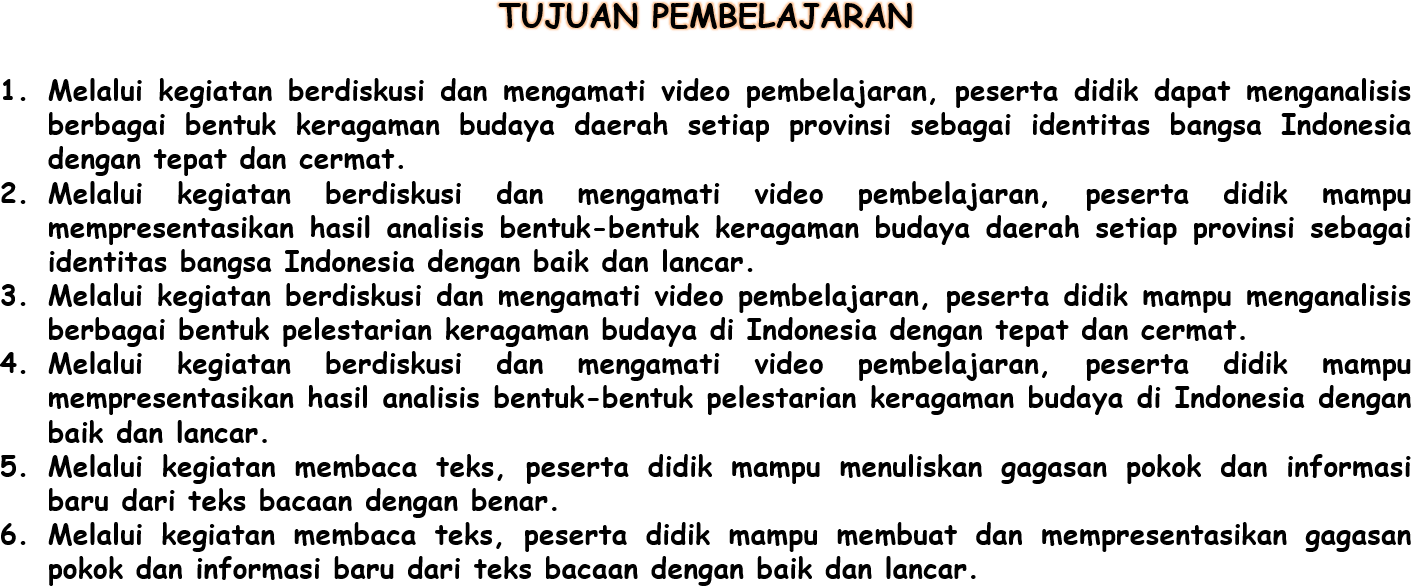 TUJUAN PEMBELAJARAN
1. Melalui kegiatan berdiskusi dan mengamati video pembelajaran, peserta didik dapat menganalisis
berbagai bentuk keragaman budaya daerah setiap provinsi sebagai identitas bangsa Indonesia
dengan tepat dan cermat.
2. Melalui kegiatan berdiskusi dan mengamati video pembelajaran, peserta didik mampu
mempresentasikan hasil analisis bentuk-bentuk keragaman budaya daerah setiap provinsi sebagai
identitas bangsa Indonesia dengan baik dan lancar.
3. Melalui kegiatan berdiskusi dan mengamati video pembelajaran, peserta didik mampu menganalisis
berbagai bentuk pelestarian keragaman budaya di Indonesia dengan tepat dan cermat.
4. Melalui kegiatan berdiskusi dan mengamati video pembelajaran, peserta didik mampu
mempresentasikan hasil analisis bentuk-bentuk pelestarian keragaman budaya di Indonesia dengan
baik dan lancar.
5. Melalui kegiatan membaca teks, peserta didik mampu menuliskan gagasan pokok dan informasi
baru dari teks bacaan dengan benar.
6. Melalui kegiatan membaca teks, peserta didik mampu membuat dan mempresentasikan gagasan
pokok dan informasi baru dari teks bacaan dengan baik dan lancar.